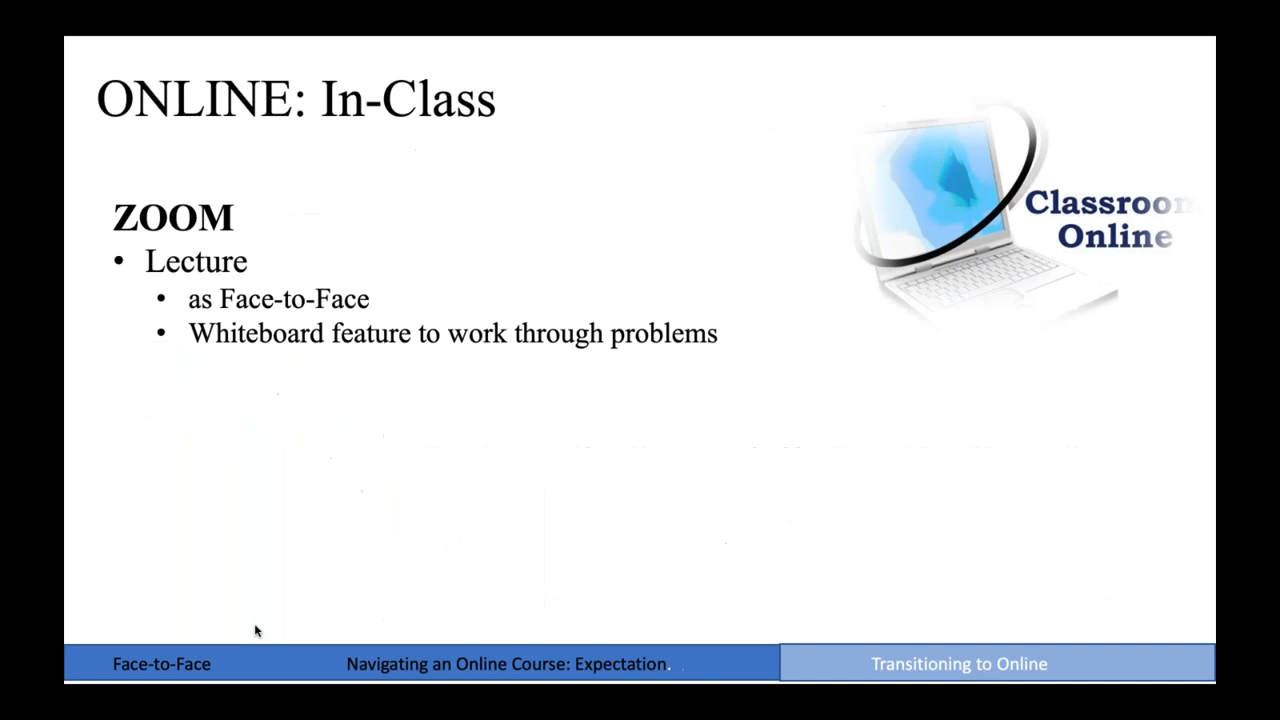 ONLINE: In-Class
Classroom
Online
ZOOM
• Lecture
• as Face-to-Face
• Whiteboard feature to work through problems
Face-to-Face
Navigating an Online Course: Expectation.
Transitioning to Online